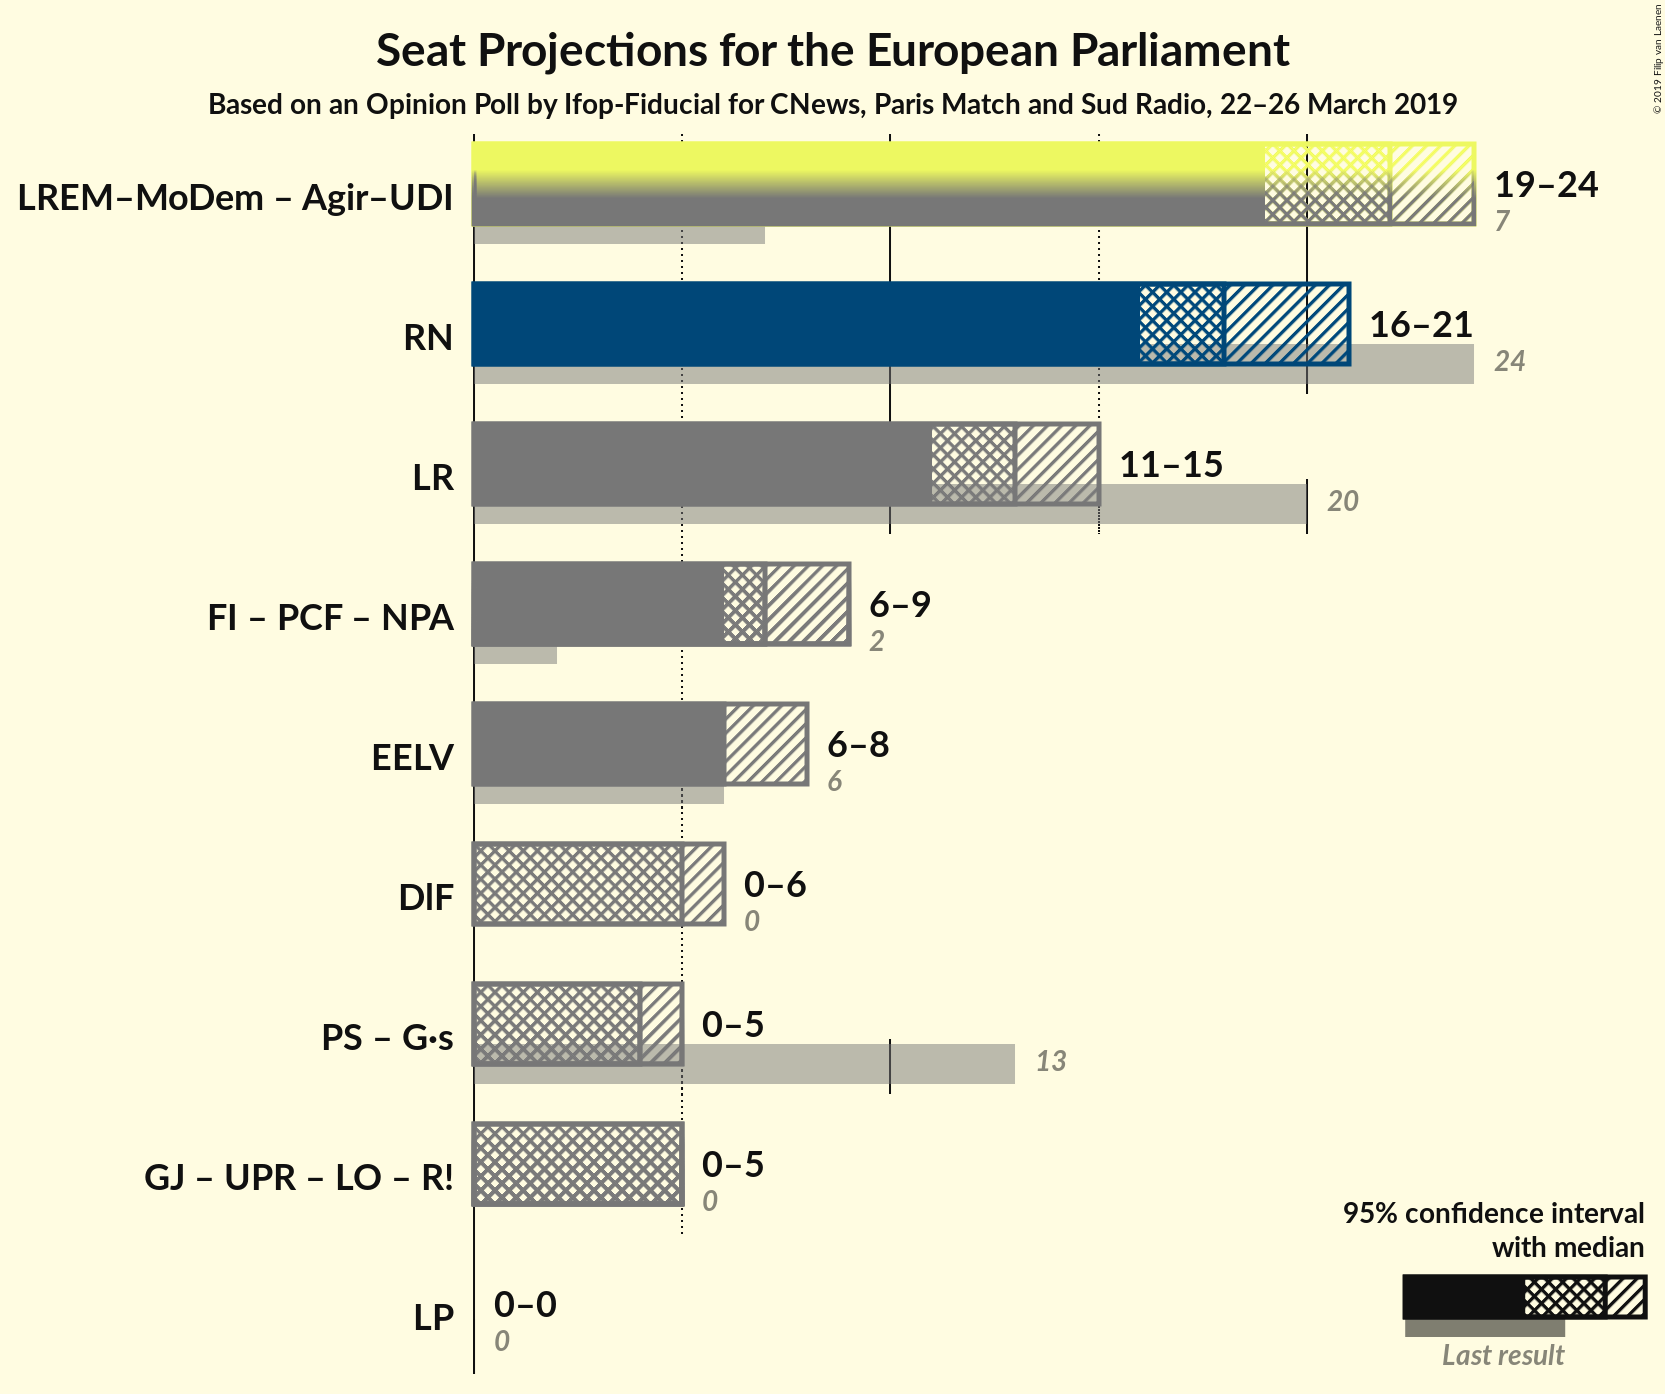 Seat Projections for the European Parliament
Based on an Opinion Poll by Ifop-Fiducial for CNews, Paris Match and Sud Radio, 22–26 March 2019
© 2019 Filip van Laenen
LREM–MoDem – Agir–UDI
19–24
7
RN
16–21
24
LR
11–15
20
FI – PCF – NPA
6–9
2
EELV
6–8
6
DlF
0–6
0
PS – G·s
0–5
13
GJ – UPR – LO – R!
0–5
0
LP
0–0
0
95% confidence interval
with median
Last result